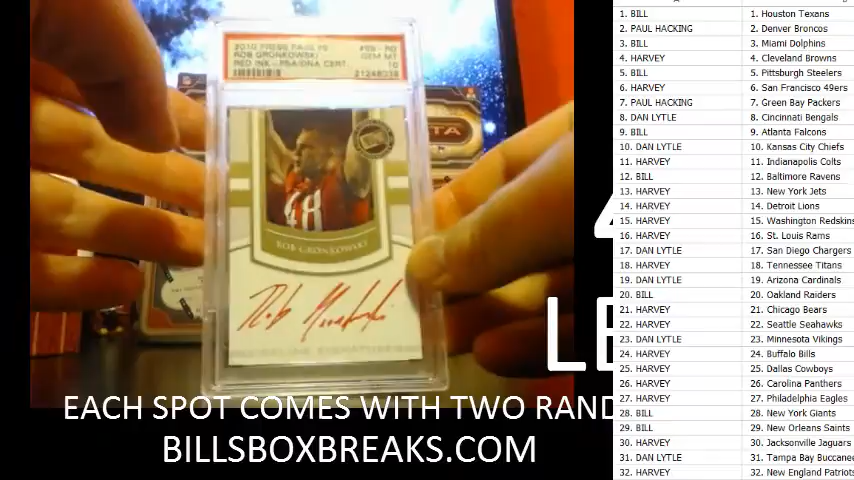 2010 PRESS PASS PE #SS-RG
ROB GRONKOWSKI GEM MT
RED INK - PSA/DNA CERT 10
21248038
48
ROB GRONKOWSKI
Rob Gronkowski
4
LE
EACH SPOT COMES WITH TWO RAND
BILLSBOXBREAKS.COM
1. BILL 1. Houston Texans
2. PAUL HACKING 2. Denver Broncos
3. BILL 3. Miami Dolphins
4. HARVEY 4. Cleveland Browns
5. BILL 5. Pittsburgh Steelers
6. HARVEY 6. San Francisco 49ers
7. PAUL HACKING 7. Green Bay Packers
8. DAN LYTLE 8. Cincinnati Bengals
9. BILL 9. Atlanta Falcons
10. DAN LYTLE 10. Kansas City Chiefs
11. HARVEY 11. Indianapolis Colts
12. BILL 12. Baltimore Ravens
13. HARVEY 13. New York Jets
14. HARVEY 14. Detroit Lions
15. HARVEY 15. Washington Redskins
16. HARVEY 16. St. Louis Rams
17. DAN LYTLE 17. San Diego Chargers
18. HARVEY 18. Tennessee Titans
19. DAN LYTLE 19. Arizona Cardinals
20. BILL 20. Oakland Raiders
21. HARVEY 21. Chicago Bears
22. HARVEY 22. Seattle Seahawks
23. DAN LYTLE 23. Minnesota Vikings
24. HARVEY 24. Buffalo Bills
25. HARVEY 25. Dallas Cowboys
26. HARVEY 26. Carolina Panthers
27. HARVEY 27. Philadelphia Eagles
28. BILL 28. New York Giants
29. BILL 29. New Orleans Saints
30. HARVEY 30. Jacksonville Jaguars
31. DAN LYTLE 31. Tampa Bay Buccanee
32. HARVEY 32. New England Patriots